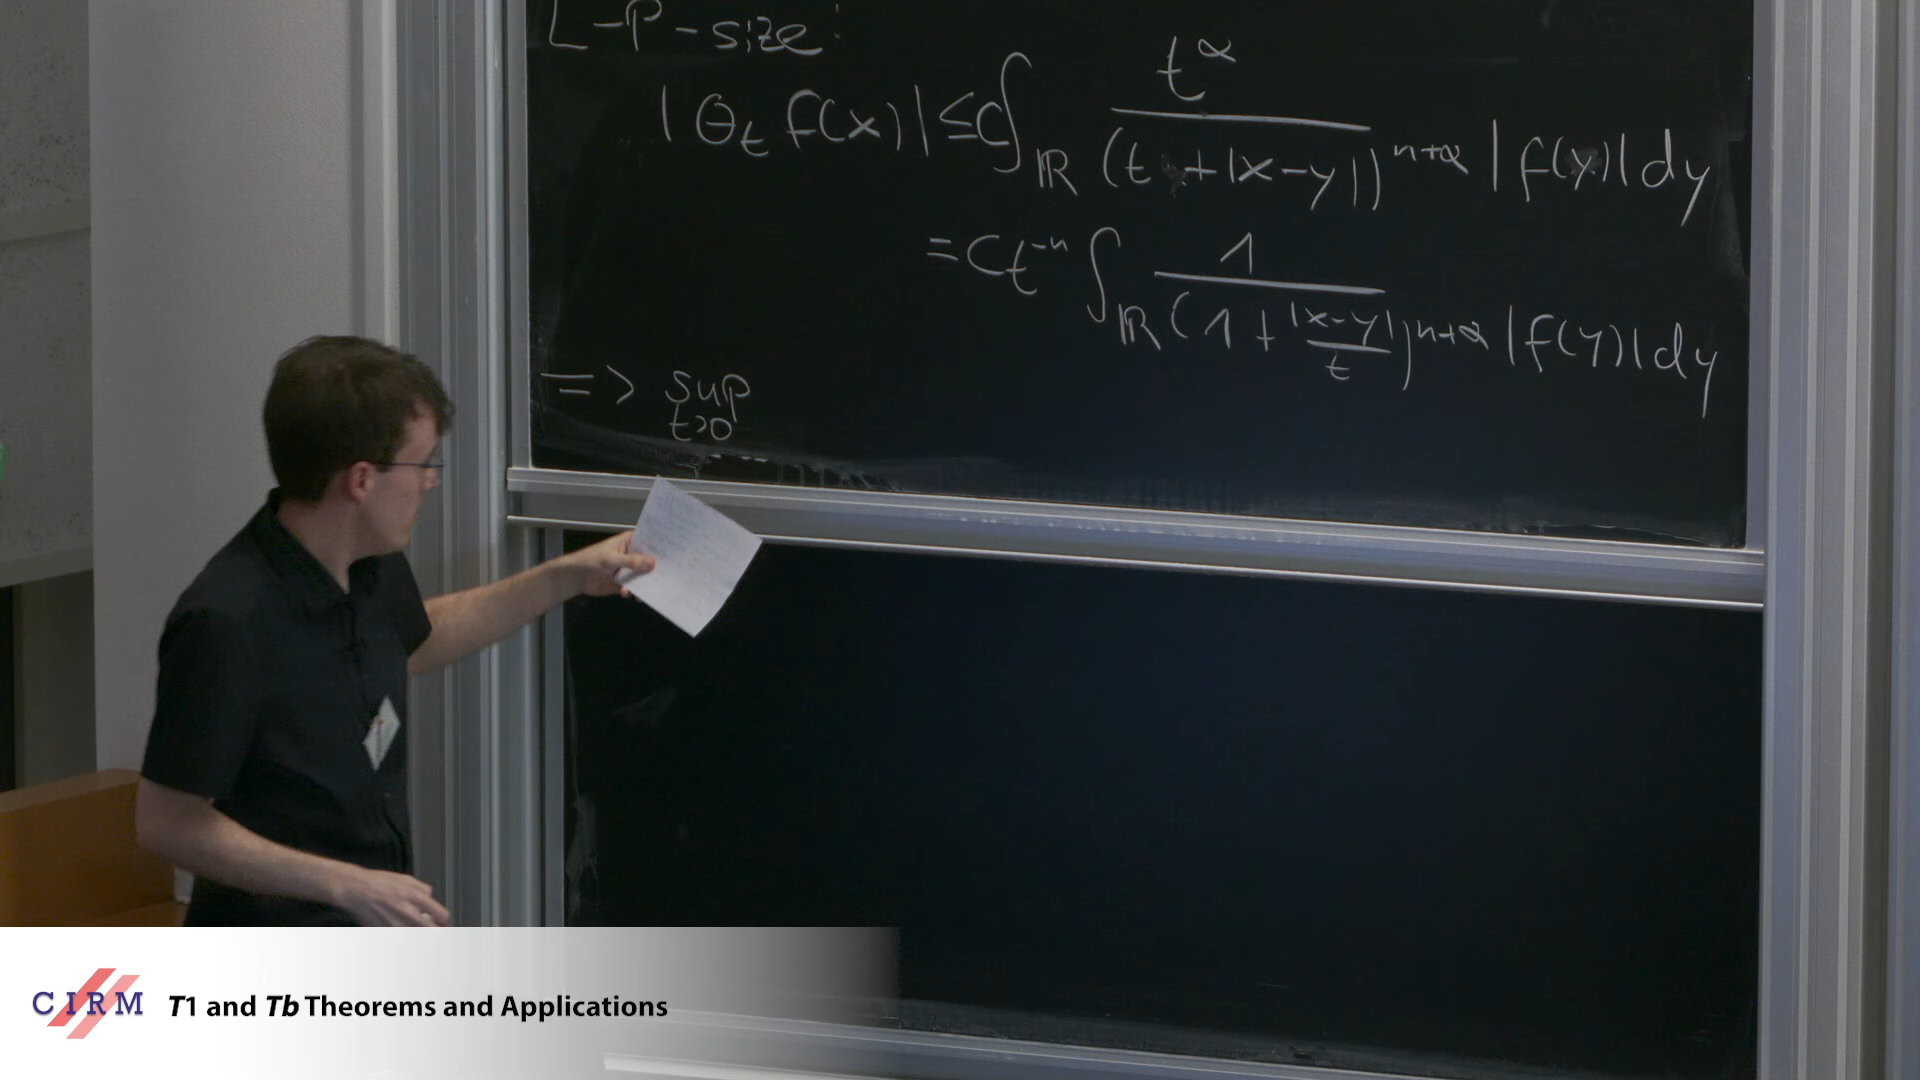 L-P-size:
|θ_t f(x)| ≤ C∫_ℝ t^α / (t + |x-y|)^{n+α} |f(y)| dy
= C t^{-n} ∫_ℝ 1 / (1 + |x-y|/t)^{n+α} |f(y)| dy
=> sup_{t>0}
CIRM T1 and Tb Theorems and Applications